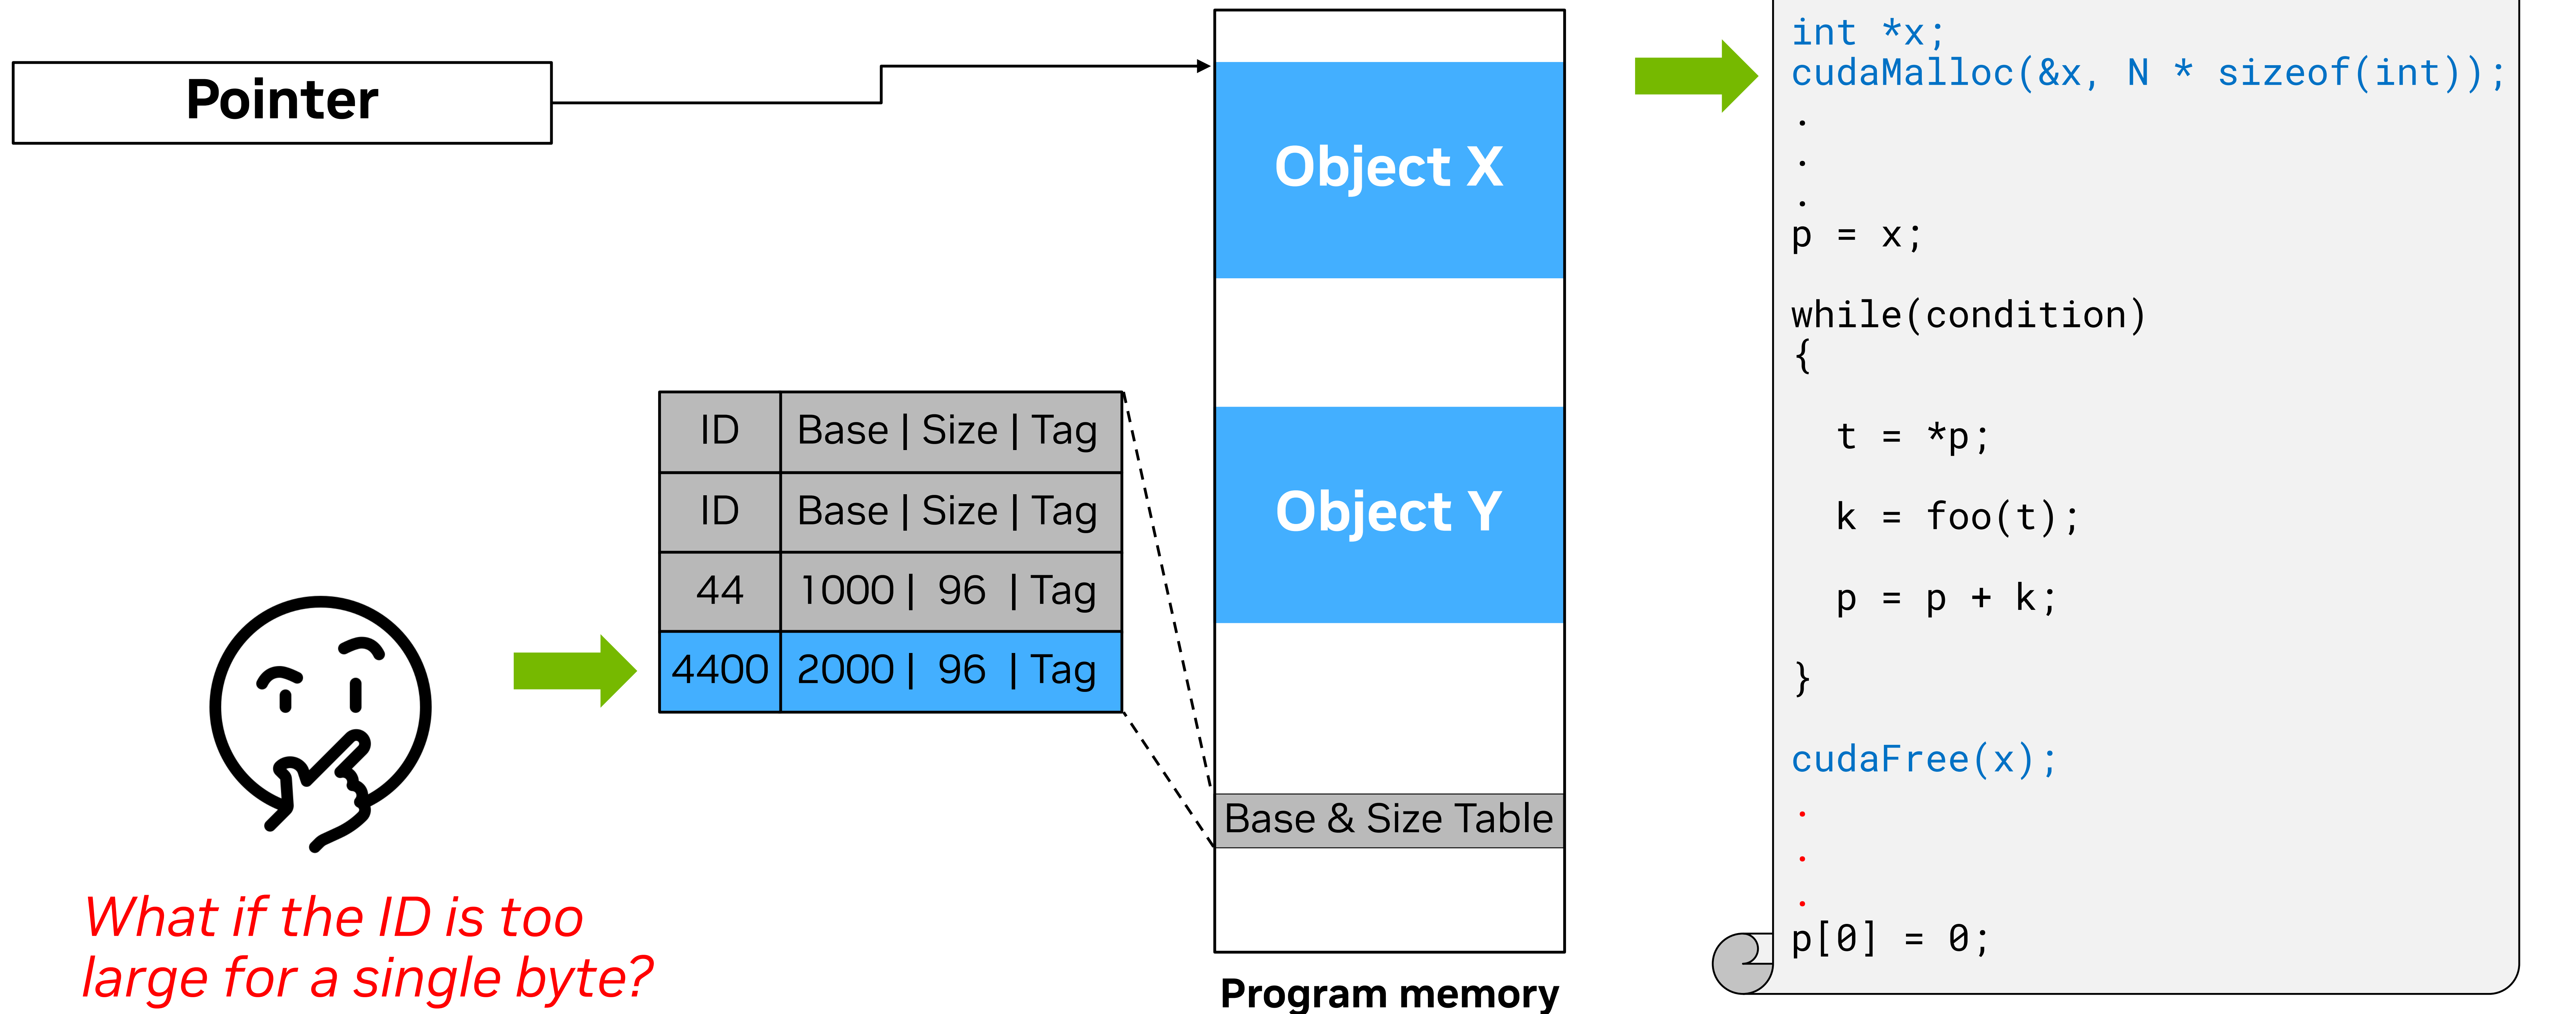 Pointer
Object X
Object Y
Base & Size Table
Program memory
ID Base | Size | Tag
ID Base | Size | Tag
44 1000 | 96 | Tag
4400 2000 | 96 | Tag
What if the ID is too
large for a single byte?
int *x;
cudaMalloc(&x, N * sizeof(int));
.
.
.
p = x;
while(condition)
{
t = *p;
k = foo(t);
p = p + k;
}
cudaFree(x);
.
.
.
p[0] = 0;